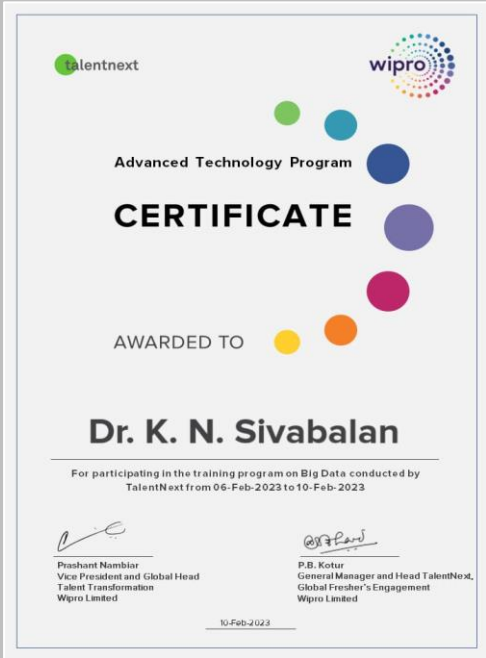 talentnext
wipro
Advanced Technology Program
CERTIFICATE
AWARDED TO
Dr. K. N. Sivabalan
For participating in the training program on Big Data conducted by
TalentNext from 06-Feb-2023 to 10-Feb-2023
Prashant Nambiar
Vice President and Global Head
Talent Transformation
Wipro Limited
P.B. Kotur
General Manager and Head TalentNext,
Global Fresher's Engagement
Wipro Limited
10-Feb-2023